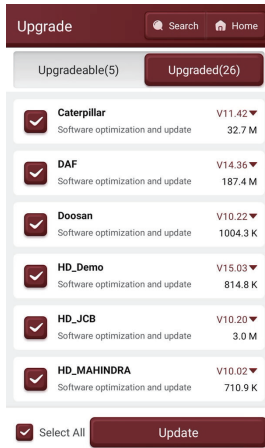 Upgrade
Search
Home
Upgradeable(5)
Upgraded(26)
Caterpillar V11.42▼
Software optimization and update 32.7 M
DAF V14.36▼
Software optimization and update 187.4 M
Doosan V10.22▼
Software optimization and update 1004.3 K
HD_Demo V15.03▼
Software optimization and update 814.8 K
HD_JCB V10.20▼
Software optimization and update 3.0 M
HD_MAHINDRA V10.02▼
Software optimization and update 710.9 K
Select All
Update